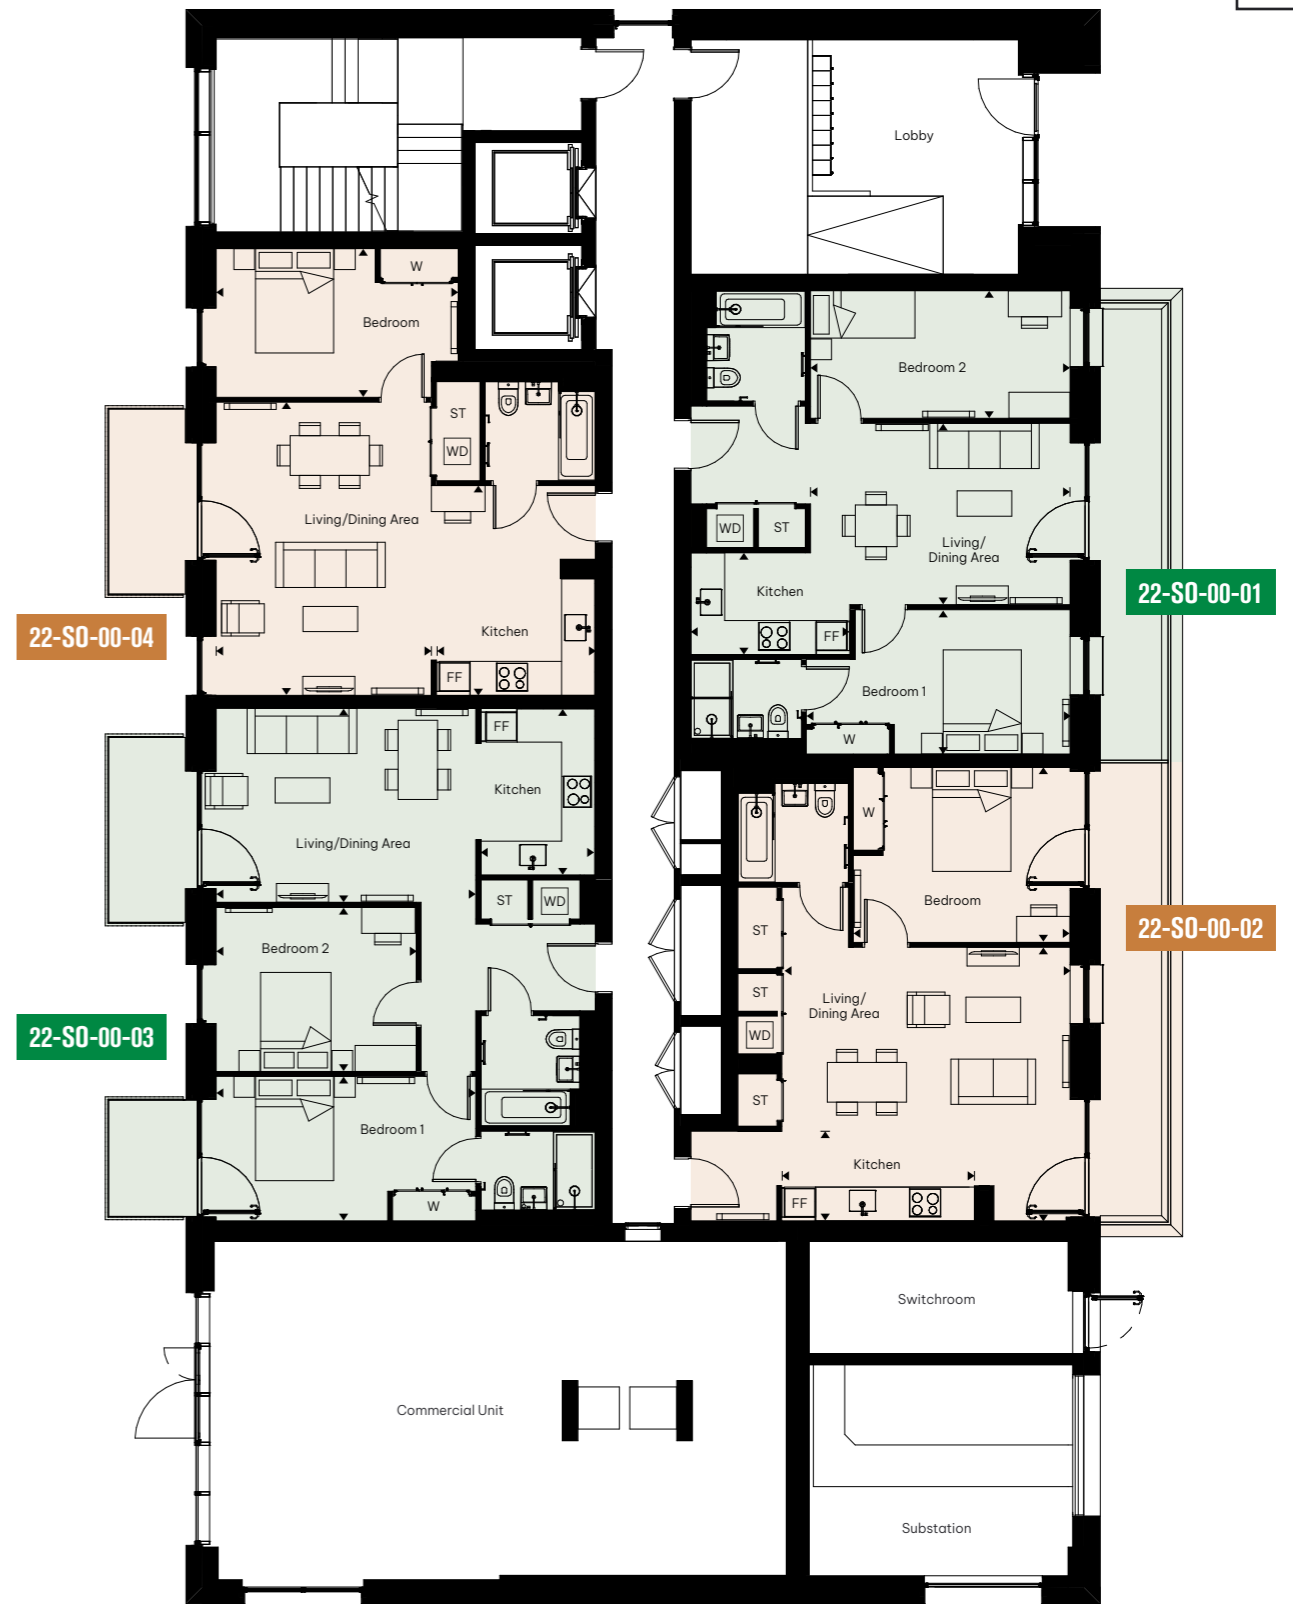 Lobby
W
Bedroom
ST
WD
Living/Dining Area
Kitchen
FF
22-SO-00-04
Bedroom 2
WD
ST
Living/
Dining Area
Kitchen
FF
Bedroom 1
W
22-SO-00-01
FF
Kitchen
Living/Dining Area
ST
WD
Bedroom 2
22-SO-00-03
Bedroom 1
W
W
Bedroom
22-SO-00-02
ST
ST
WD
ST
Living/
Dining Area
Kitchen
FF
Switchroom
Commercial Unit
Substation